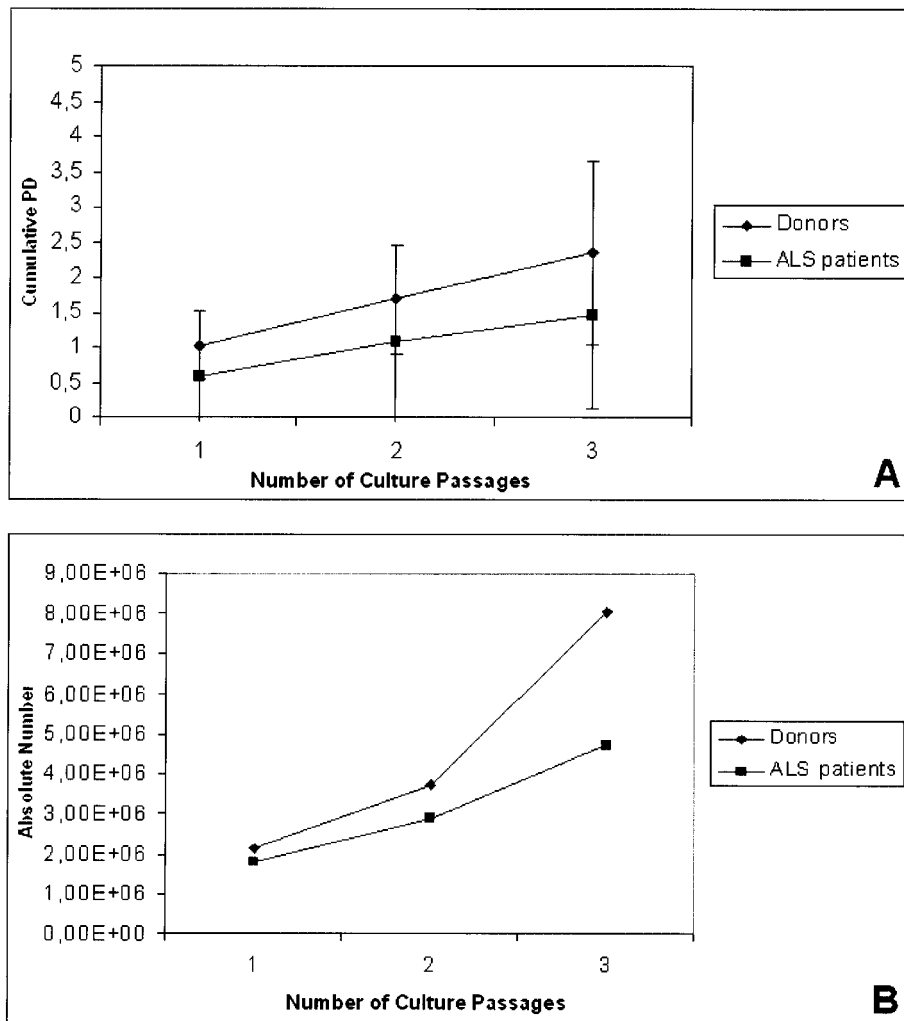 5
4,5
4
3,5
3
2,5
2
1,5
1
0,5
0
Cumulative PD
1 2 3
Number of Culture Passages
Donors
ALS patients
A
9,00E+06
8,00E+06
7,00E+06
6,00E+06
5,00E+06
4,00E+06
3,00E+06
2,00E+06
1,00E+06
0,00E+00
Absolute Number
1 2 3
Number of Culture Passages
Donors
ALS patients
B